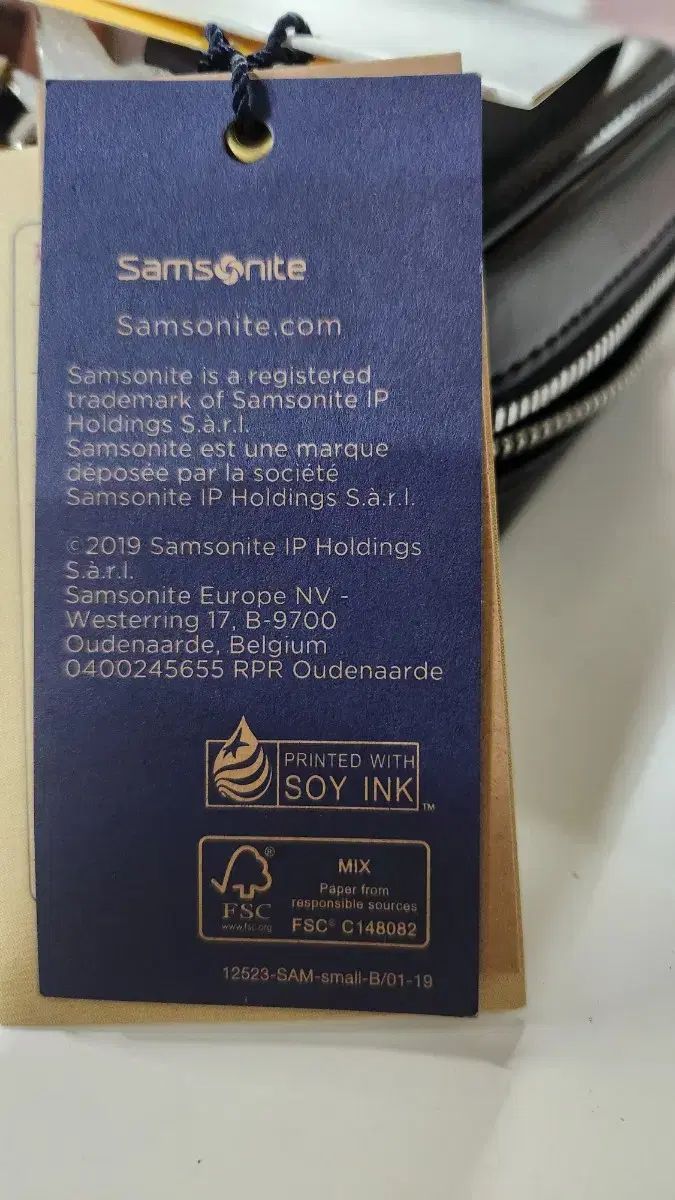 Samsonite
Samsonite.com
Samsonite is a registered
trademark of Samsonite IP
Holdings S.à.r.l.
Samsonite est une marque
déposée par la société
Samsonite IP Holdings S.à.r.l.
©2019 Samsonite IP Holdings
S.à.r.l.
Samsonite Europe NV -
Westerring 17, B-9700
Oudenaarde, Belgium
0400245655 RPR Oudenaarde
PRINTED WITH
SOY INK™
®
FSC
www.fsc.org
MIX
Paper from
responsible sources
FSC® C148082
12523-SAM-small-B/01-19